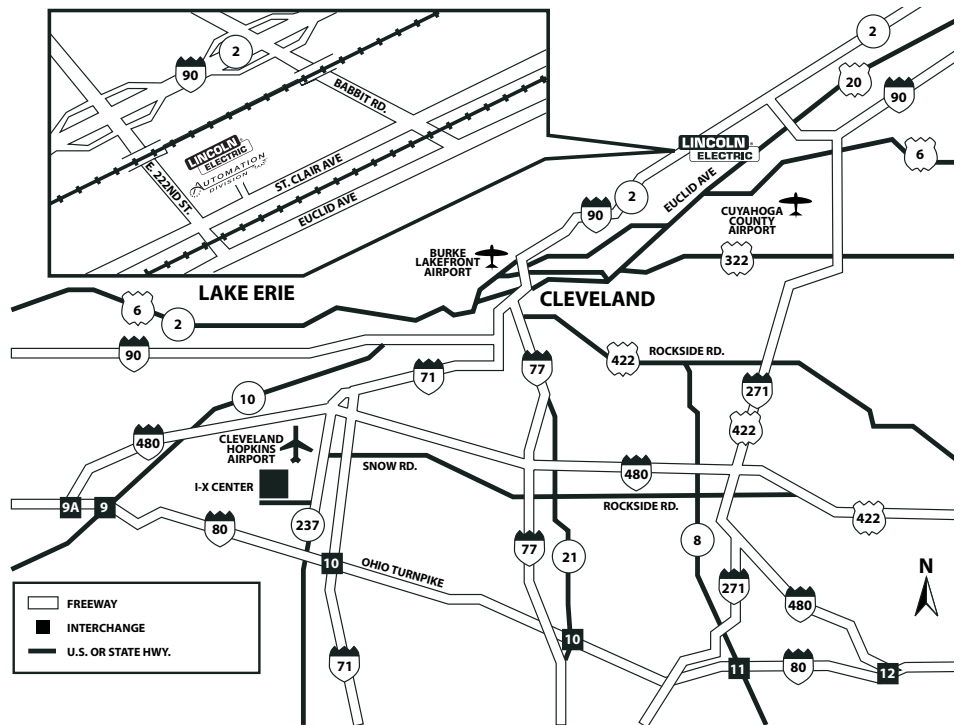 2
90
BABBIT RD.
LINCOLN
ELECTRIC
AUTOMATION
DIVISION
E. 222ND ST.
ST. CLAIR AVE
EUCLID AVE
2
20
90
LINCOLN®
ELECTRIC
6
EUCLID AVE
2
90
CUYAHOGA
COUNTY
AIRPORT
BURKE
LAKEFRONT
AIRPORT
322
LAKE ERIE
CLEVELAND
6
2
90
422
ROCKSIDE RD.
71
77
271
10
422
480
CLEVELAND
HOPKINS
AIRPORT
SNOW RD.
480
I-X CENTER
ROCKSIDE RD.
9A
9
422
80
237
77
21
8
10
OHIO TURNPIKE
N
271
480
FREEWAY
INTERCHANGE
U.S. OR STATE HWY.
10
71
11
80
12